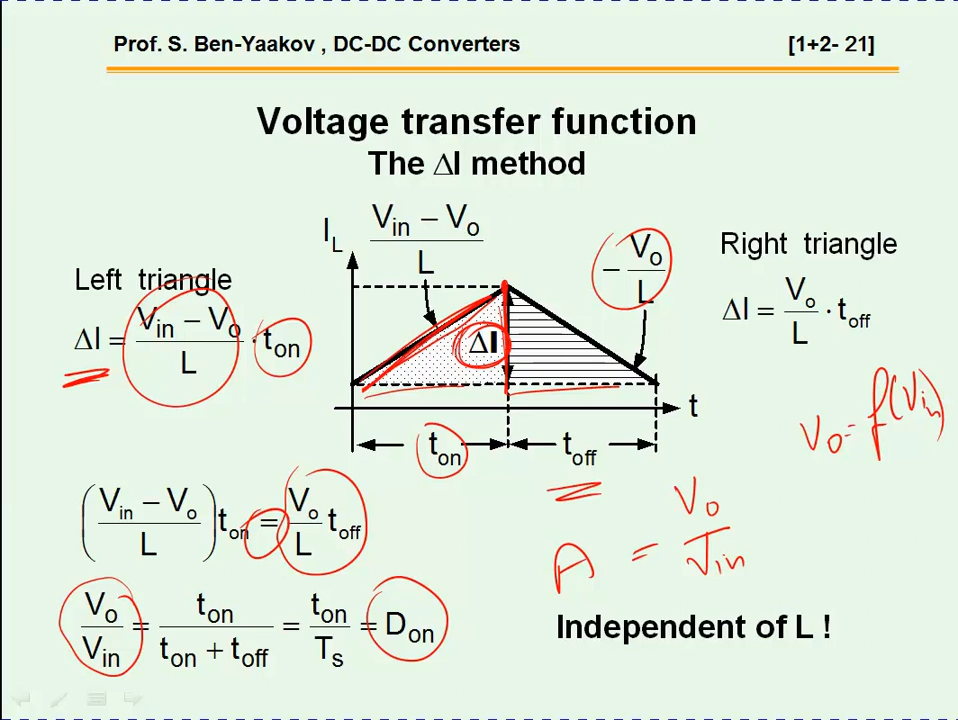 Prof. S. Ben-Yaakov , DC-DC Converters [1+2- 21]
Voltage transfer function
The ΔI method
I_L (V_in − V_o)/L
Left triangle
ΔI = (V_in − V_o)/L · t_on
ΔI
− V_o/L
Right triangle
ΔI = V_o/L · t_off
t
t_on t_off
V_o = f(V_in)
((V_in − V_o)/L) t_on = V_o/L t_off
A = V_o/V_in
V_o/V_in = t_on/(t_on + t_off) = t_on/T_s = D_on
Independent of L !